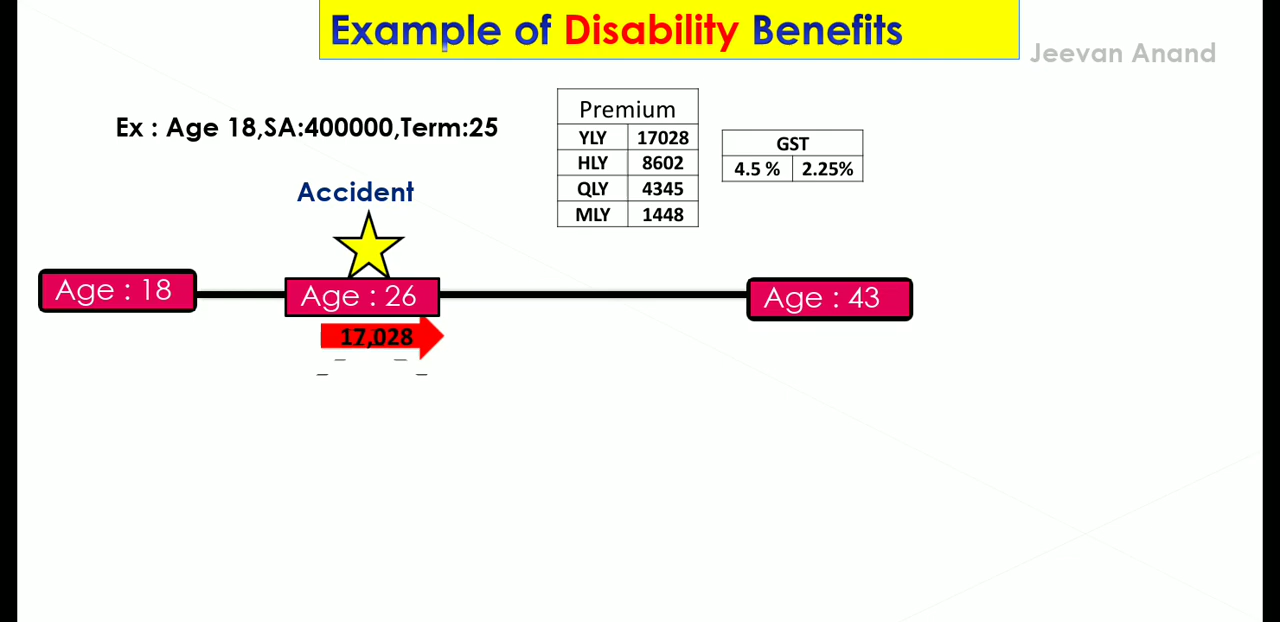 Example of Disability Benefits
Jeevan Anand
Ex : Age 18,SA:400000,Term:25
Premium
YLY 17028
HLY 8602
QLY 4345
MLY 1448
GST
4.5 % 2.25%
Accident
Age : 18
Age : 26
Age : 43
17,028